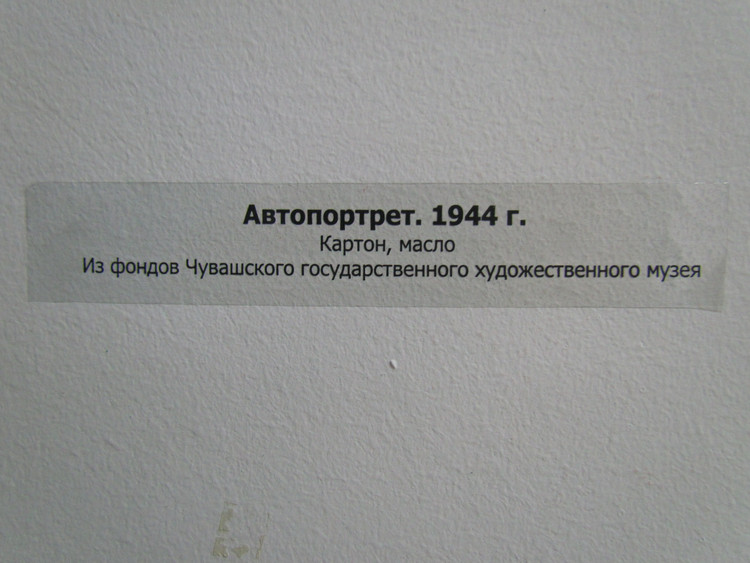 Автопортрет. 1944 г.
Картон, масло
Из фондов Чувашского государственного художественного музея